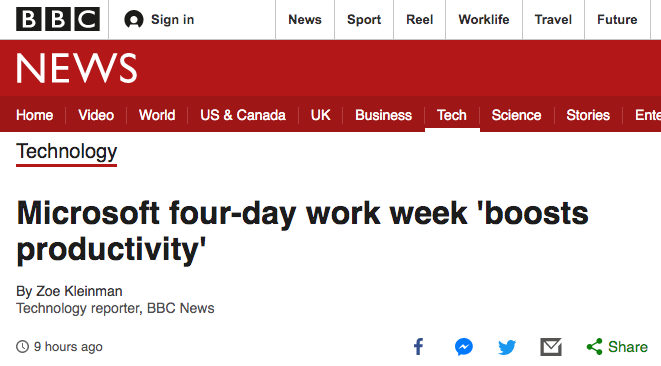 BBC Sign in News Sport Reel Worklife Travel Future
NEWS
Home Video World US & Canada UK Business Tech Science Stories Ente
Technology
Microsoft four-day work week 'boosts
productivity'
By Zoe Kleinman
Technology reporter, BBC News
9 hours ago Share